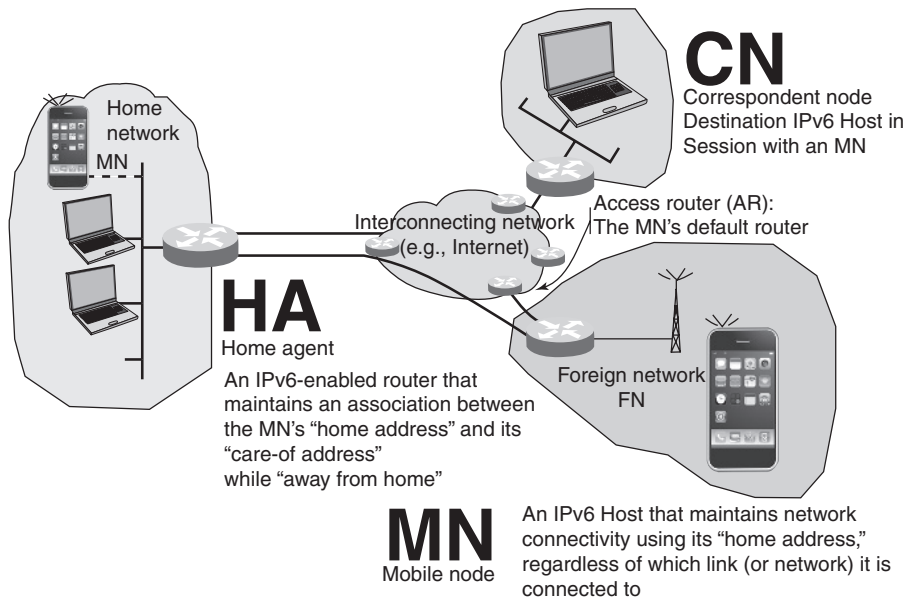 Home
network
MN
CN
Correspondent node
Destination IPv6 Host in
Session with an MN
Interconnecting network
(e.g., Internet)
Access router (AR):
The MN's default router
HA
Home agent
An IPv6-enabled router that
maintains an association between
the MN's “home address” and its
“care-of address”
while “away from home”
Foreign network
FN
MN
Mobile node
An IPv6 Host that maintains network
connectivity using its “home address,”
regardless of which link (or network) it is
connected to